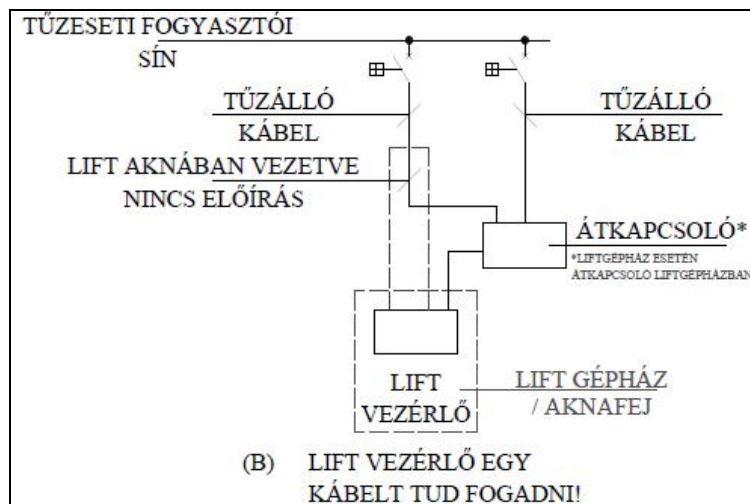 TŰZESETI FOGYASZTÓI
SÍN
TŰZÁLLÓ
KÁBEL
TŰZÁLLÓ
KÁBEL
LIFT AKNÁBAN VEZETVE
NINCS ELŐÍRÁS
ÁTKAPCSOLÓ*
*LIFTGÉPHÁZ ESETÉN
ÁTKAPCSOLÓ LIFTGÉPHÁZBAN
LIFT
VEZÉRLŐ
LIFT GÉPHÁZ
/ AKNAFEJ
(B) LIFT VEZÉRLŐ EGY
KÁBELT TUD FOGADNI!